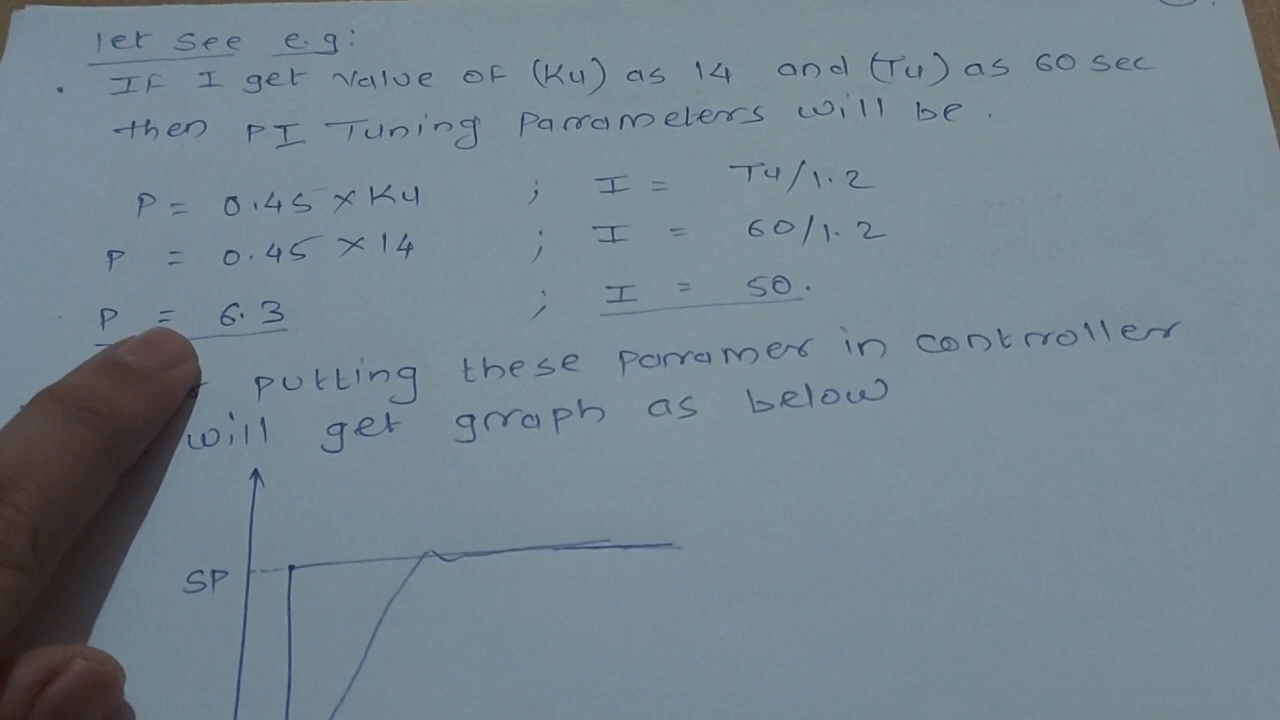 let see e.g:
. IF I get value OF (Ku) as 14 and (Tu) as 60 sec
then PI Tuning Parrameters will be.
P = 0.45 x Ku ; I = Tu/1.2
P = 0.45 x 14 ; I = 60/1.2
P = 6.3 ; I = 50.
putting these parramer in controller
will get graph as below
SP